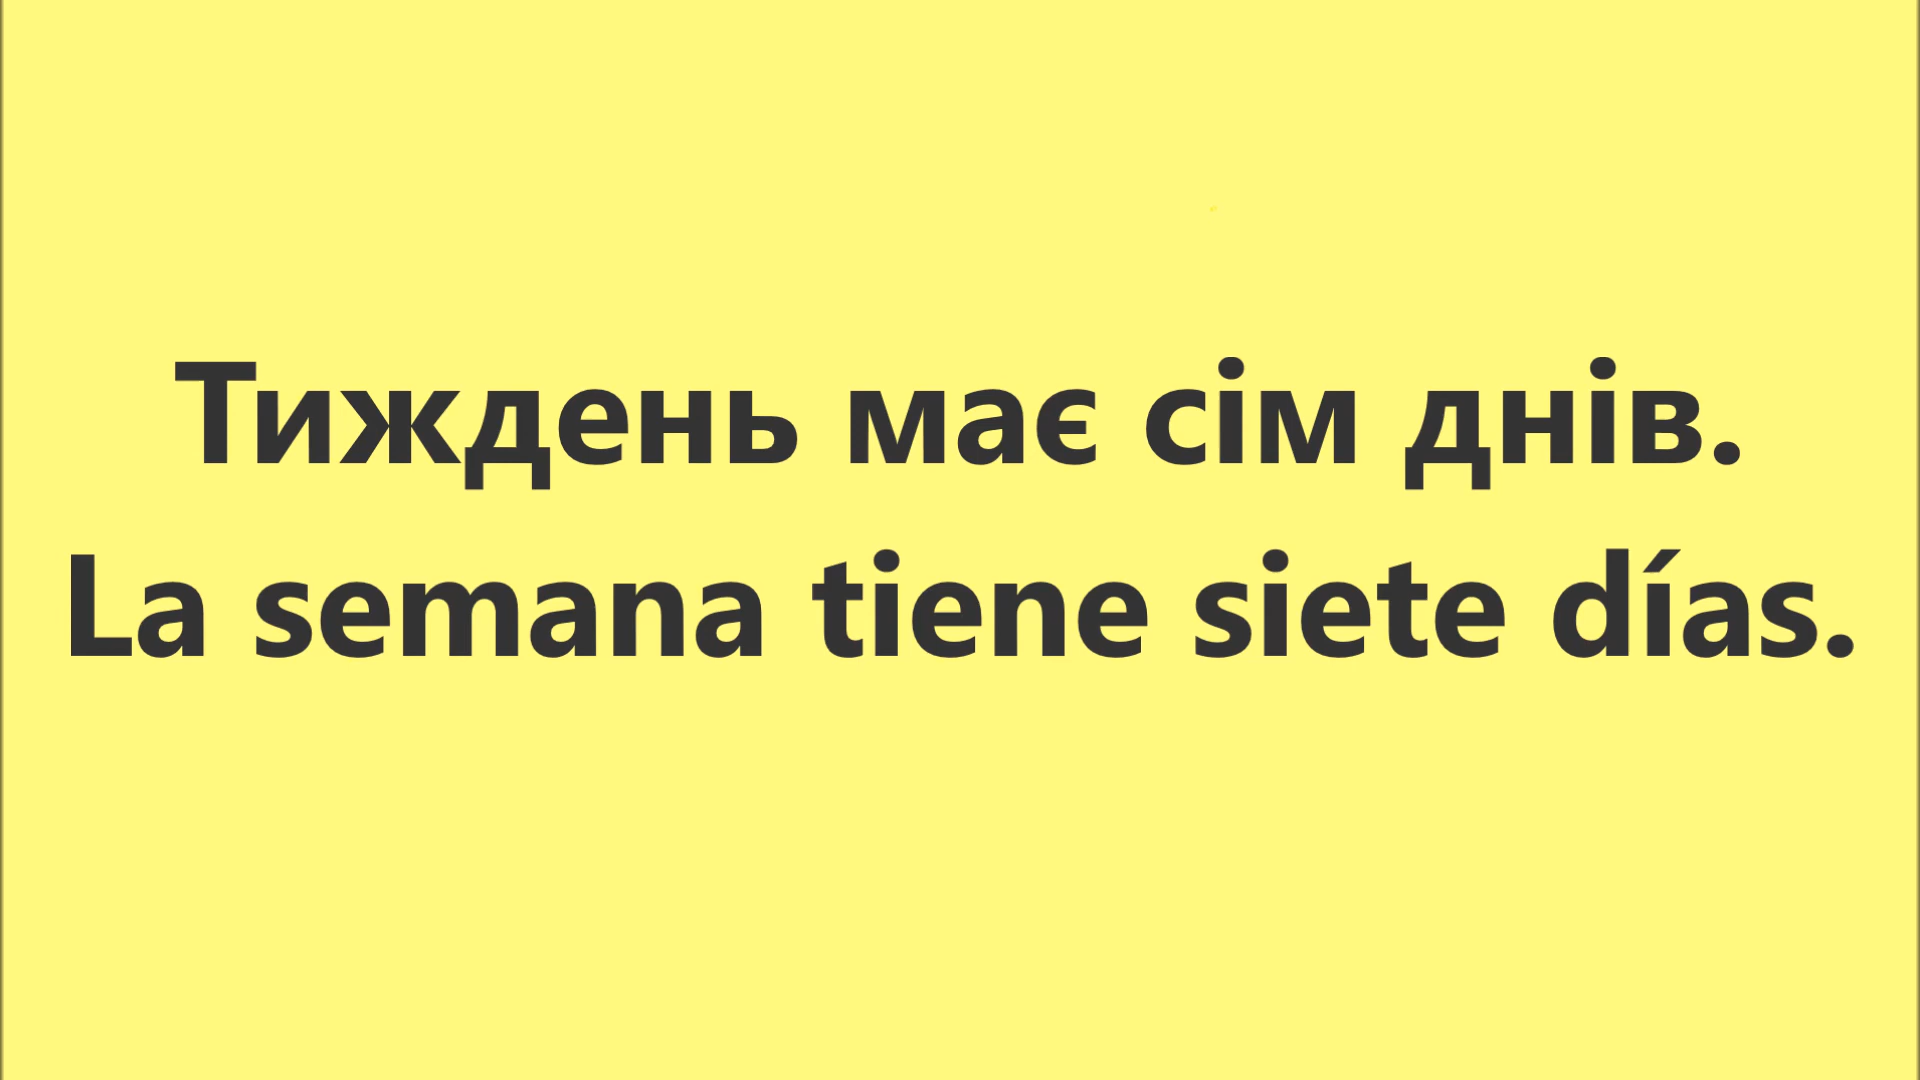 Тиждень має сім днів.
La semana tiene siete días.